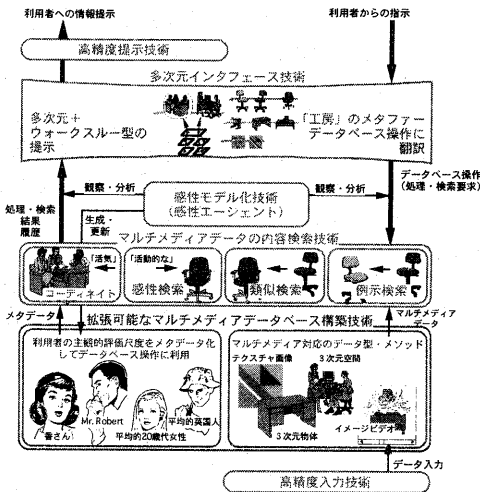 利用者への情報提示
利用者からの指示
高精度提示技術
多次元インタフェース技術
多次元＋
ウォークスルー型の
提示
「工房」のメタファー
データベース操作に
翻訳
データベース操作
(処理・検索要求)
観察・分析
感性モデル化技術
(感性エージェント)
観察・分析
処理・検索
結果
履歴
生成・
更新
マルチメディアデータの内容検索技術
「活気」
「活動的な」
コーディネイト
感性検索
類似検索
例示検索
メタデータ
マルチメディア
データ
拡張可能なマルチメディアデータベース構築技術
利用者の主観的評価尺度をメタデータ化
してデータベース操作に利用
マルチメディア対応のデータ型・メソッド
テクスチャ画像
3次元空間
Mr. Robert
平均的英国人
平均的20歳代女性
3次元物体
イメージビデオ
データ入力
高精度入力技術